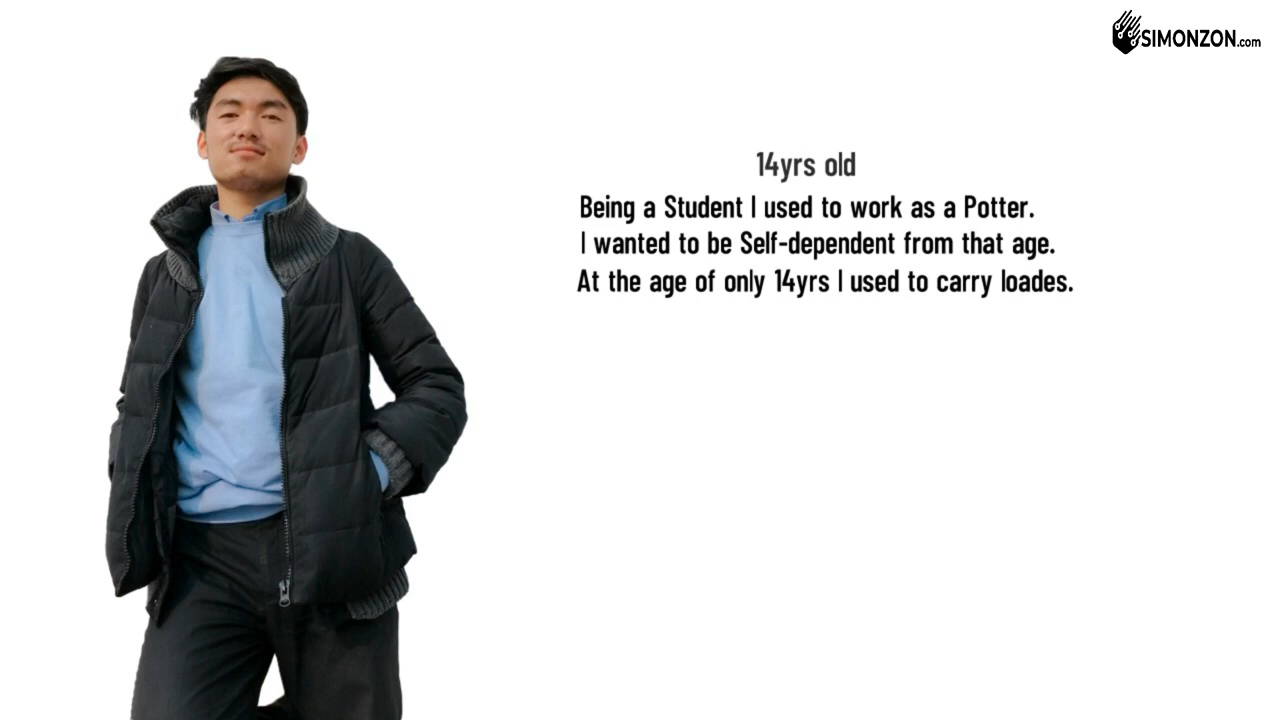 SIMONZON.com
14yrs old
Being a Student I used to work as a Potter.
I wanted to be Self-dependent from that age.
At the age of only 14yrs I used to carry loades.